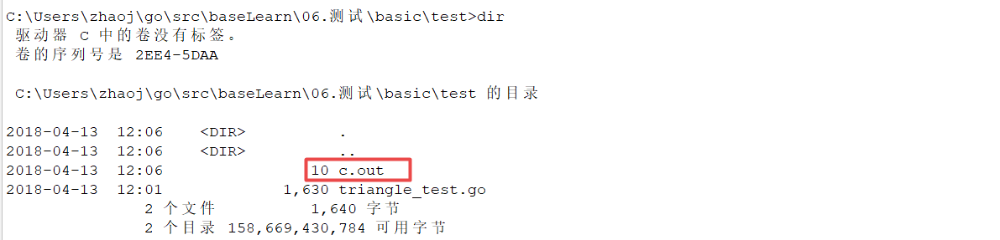 C:\Users\zhaoj\go\src\baseLearn\06.测试\basic\test>dir
驱动器 C 中的卷没有标签。
卷的序列号是 2EE4-5DAA
C:\Users\zhaoj\go\src\baseLearn\06.测试\basic\test 的目录
2018-04-13  12:06    <DIR>          .
2018-04-13  12:06    <DIR>          ..
2018-04-13  12:06                10 c.out
2018-04-13  12:01             1,630 triangle_test.go
2 个文件          1,640 字节
2 个目录 158,669,430,784 可用字节